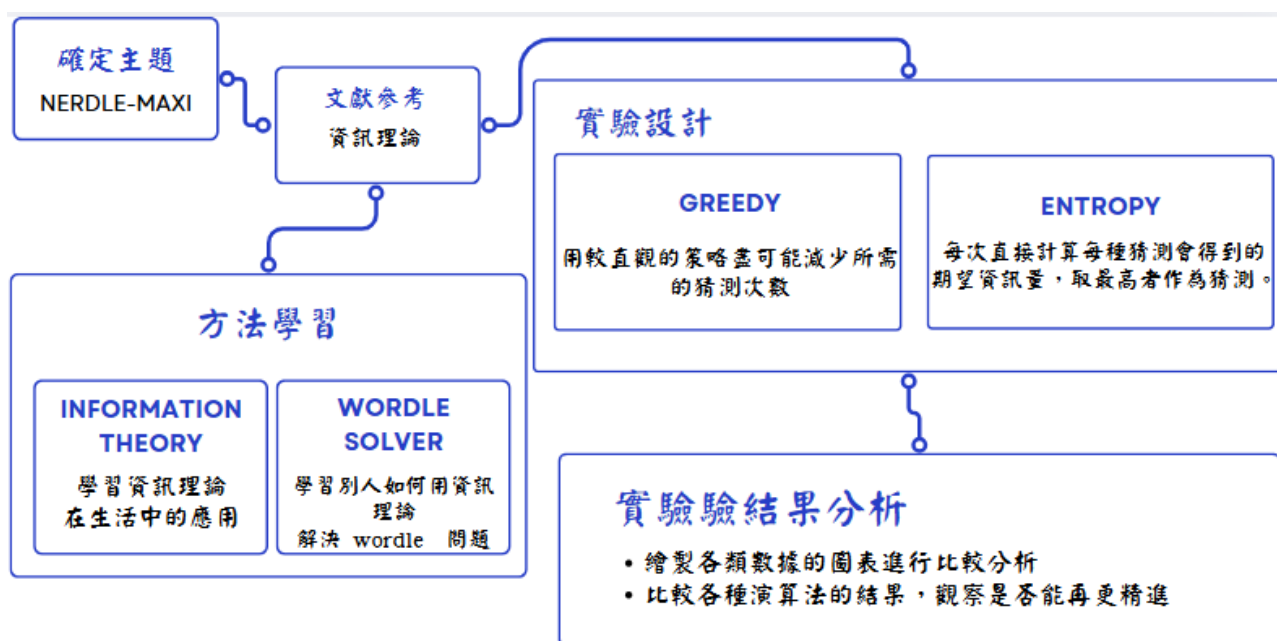 確定主題
NERDLE-MAXI
文獻參考
資訊理論
方法學習
INFORMATION
THEORY
學習資訊理論
在生活中的應用
WORDLE
SOLVER
學習別人如何用資訊
理論
解決 wordle 問題
實驗設計
GREEDY
用較直觀的策略盡可能減少所需
的猜測次數
ENTROPY
每次直接計算每種猜測會得到的
期望資訊量，取最高者作為猜測。
實驗驗結果分析
• 繪製各類數據的圖表進行比較分析
• 比較各種演算法的結果，觀察是否能再更精進